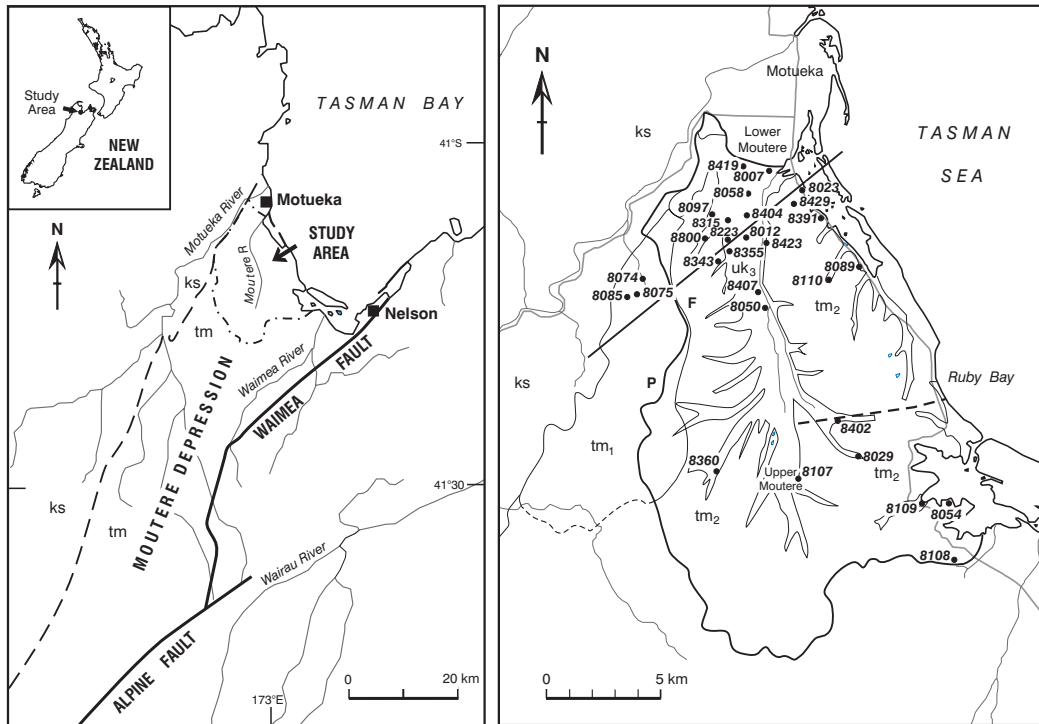 Study
Area
NEW
ZEALAND
TASMAN BAY
41°S
Motueka River
Motueka
STUDY
AREA
N
ks
Moutere R
Nelson
tm
MOUTERE DEPRESSION
Waimea River
WAIMEA
FAULT
41°30
ks
tm
Wairau River
ALPINE FAULT
173°E
0
20 km
N
Motueka
ks
Lower
Moutere
TASMAN
SEA
8419
8007
8023
8058
8429
8097
8404
8391
8315
8223
8012
8800
8423
8355
8343
8089
8074
uk3
8110
8085
8075
8407
F
tm2
8050
ks
P
Ruby Bay
8402
tm1
8360
8107
8029
Upper
Moutere
tm2
tm2
8109
8054
8108
0
5 km